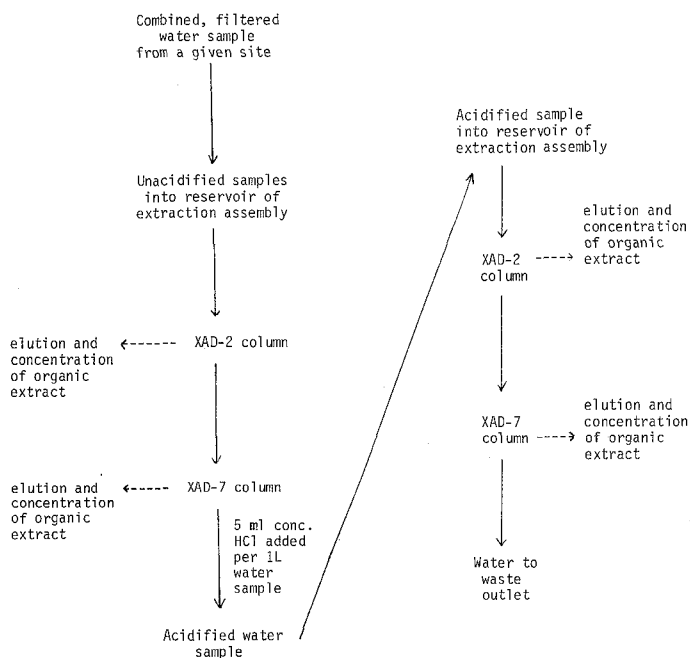 Combined, filtered
water sample
from a given site
Unacidified samples
into reservoir of
extraction assembly
elution and
concentration
of organic
extract
XAD-2 column
elution and
concentration
of organic
extract
XAD-7 column
5 ml conc.
HCl added
per 1L
water
sample
Acidified water
sample
Acidified sample
into reservoir of
extraction assembly
XAD-2
column
elution and
concentration
of organic
extract
XAD-7
column
elution and
concentration
of organic
extract
Water to
waste
outlet